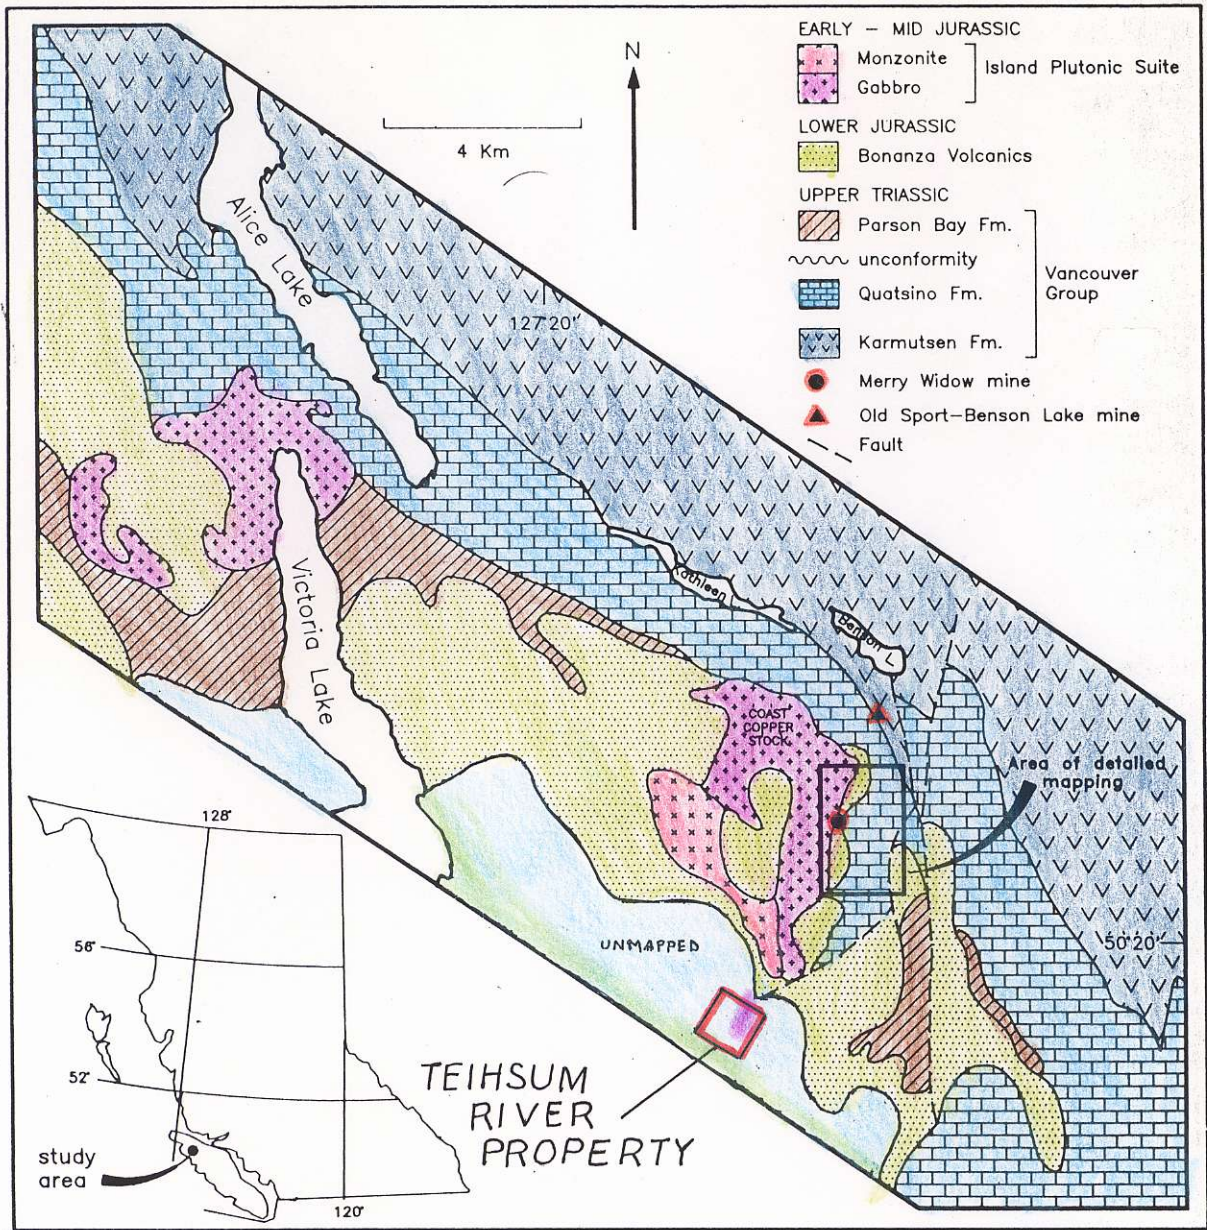 EARLY – MID JURASSIC
Monzonite
Gabbro
Island Plutonic Suite
LOWER JURASSIC
Bonanza Volcanics
UPPER TRIASSIC
Parson Bay Fm.
unconformity
Quatsino Fm.
Karmutsen Fm.
Vancouver
Group
Merry Widow mine
Old Sport–Benson Lake mine
Fault
N
4 Km
Alice Lake
127°20'
Victoria Lake
Kathleen L.
Benson L.
COAST
COPPER
STOCK
Area of detailed
mapping
UNMAPPED
50°20'
TEIHSUM
RIVER
PROPERTY
128°
56°
52°
120°
study
area